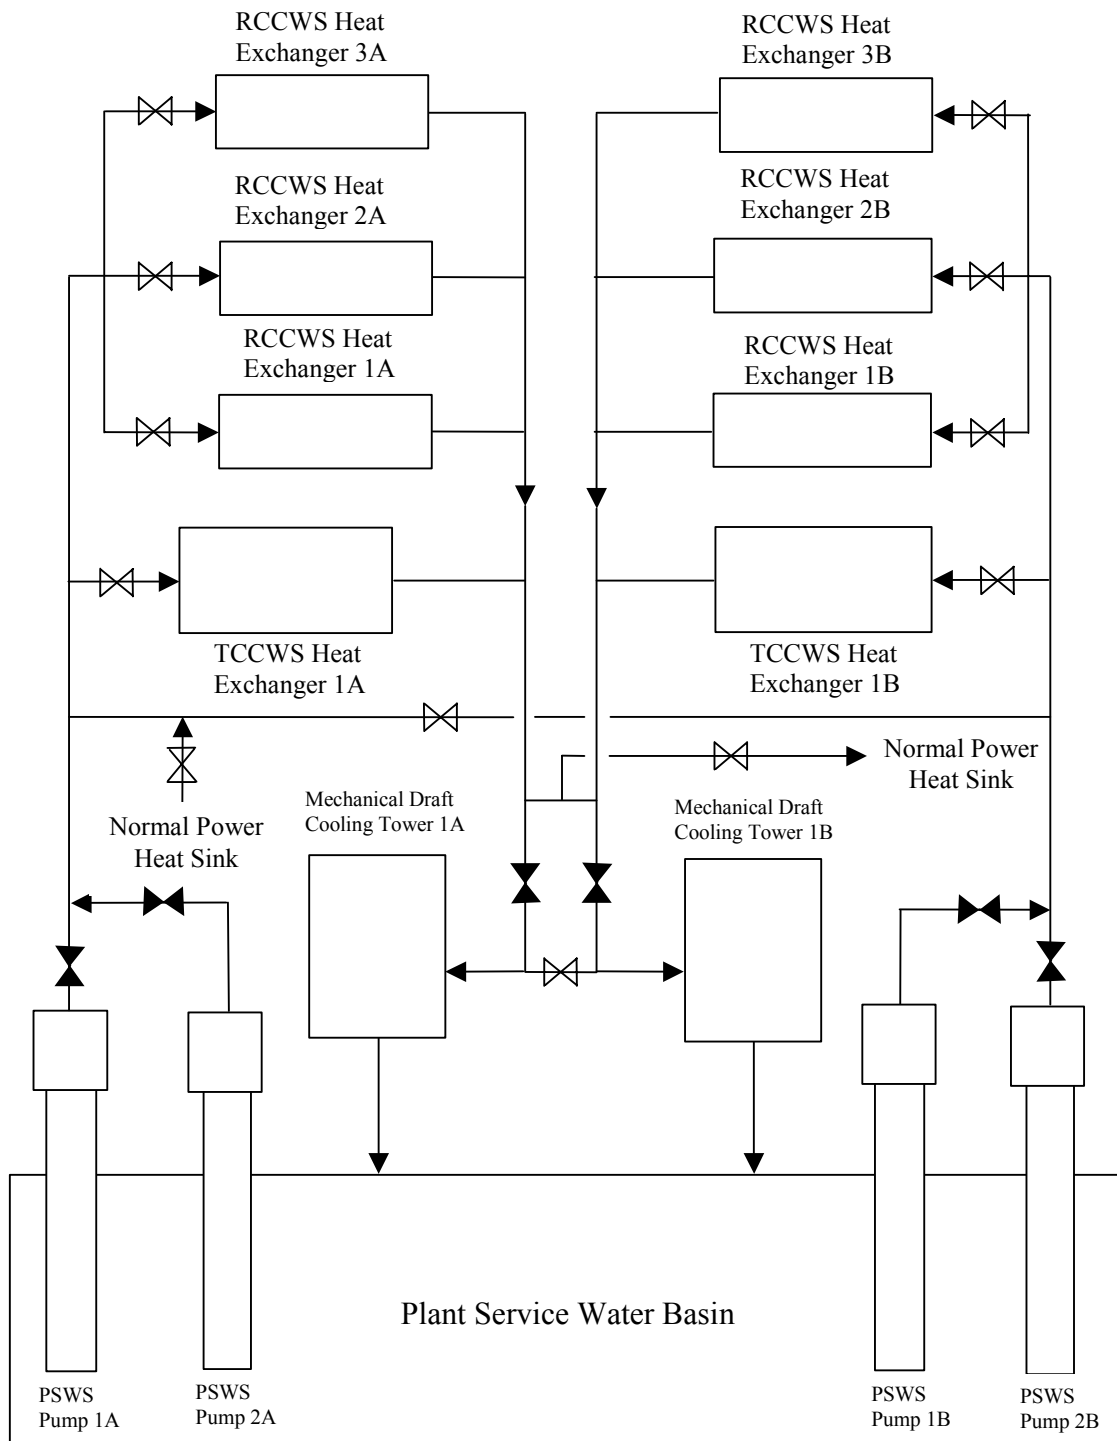 RCCWS Heat
Exchanger 3A
RCCWS Heat
Exchanger 3B
RCCWS Heat
Exchanger 2A
RCCWS Heat
Exchanger 2B
RCCWS Heat
Exchanger 1A
RCCWS Heat
Exchanger 1B
TCCWS Heat
Exchanger 1A
TCCWS Heat
Exchanger 1B
Normal Power
Heat Sink
Normal Power
Heat Sink
Mechanical Draft
Cooling Tower 1A
Mechanical Draft
Cooling Tower 1B
Plant Service Water Basin
PSWS
Pump 1A
PSWS
Pump 2A
PSWS
Pump 1B
PSWS
Pump 2B